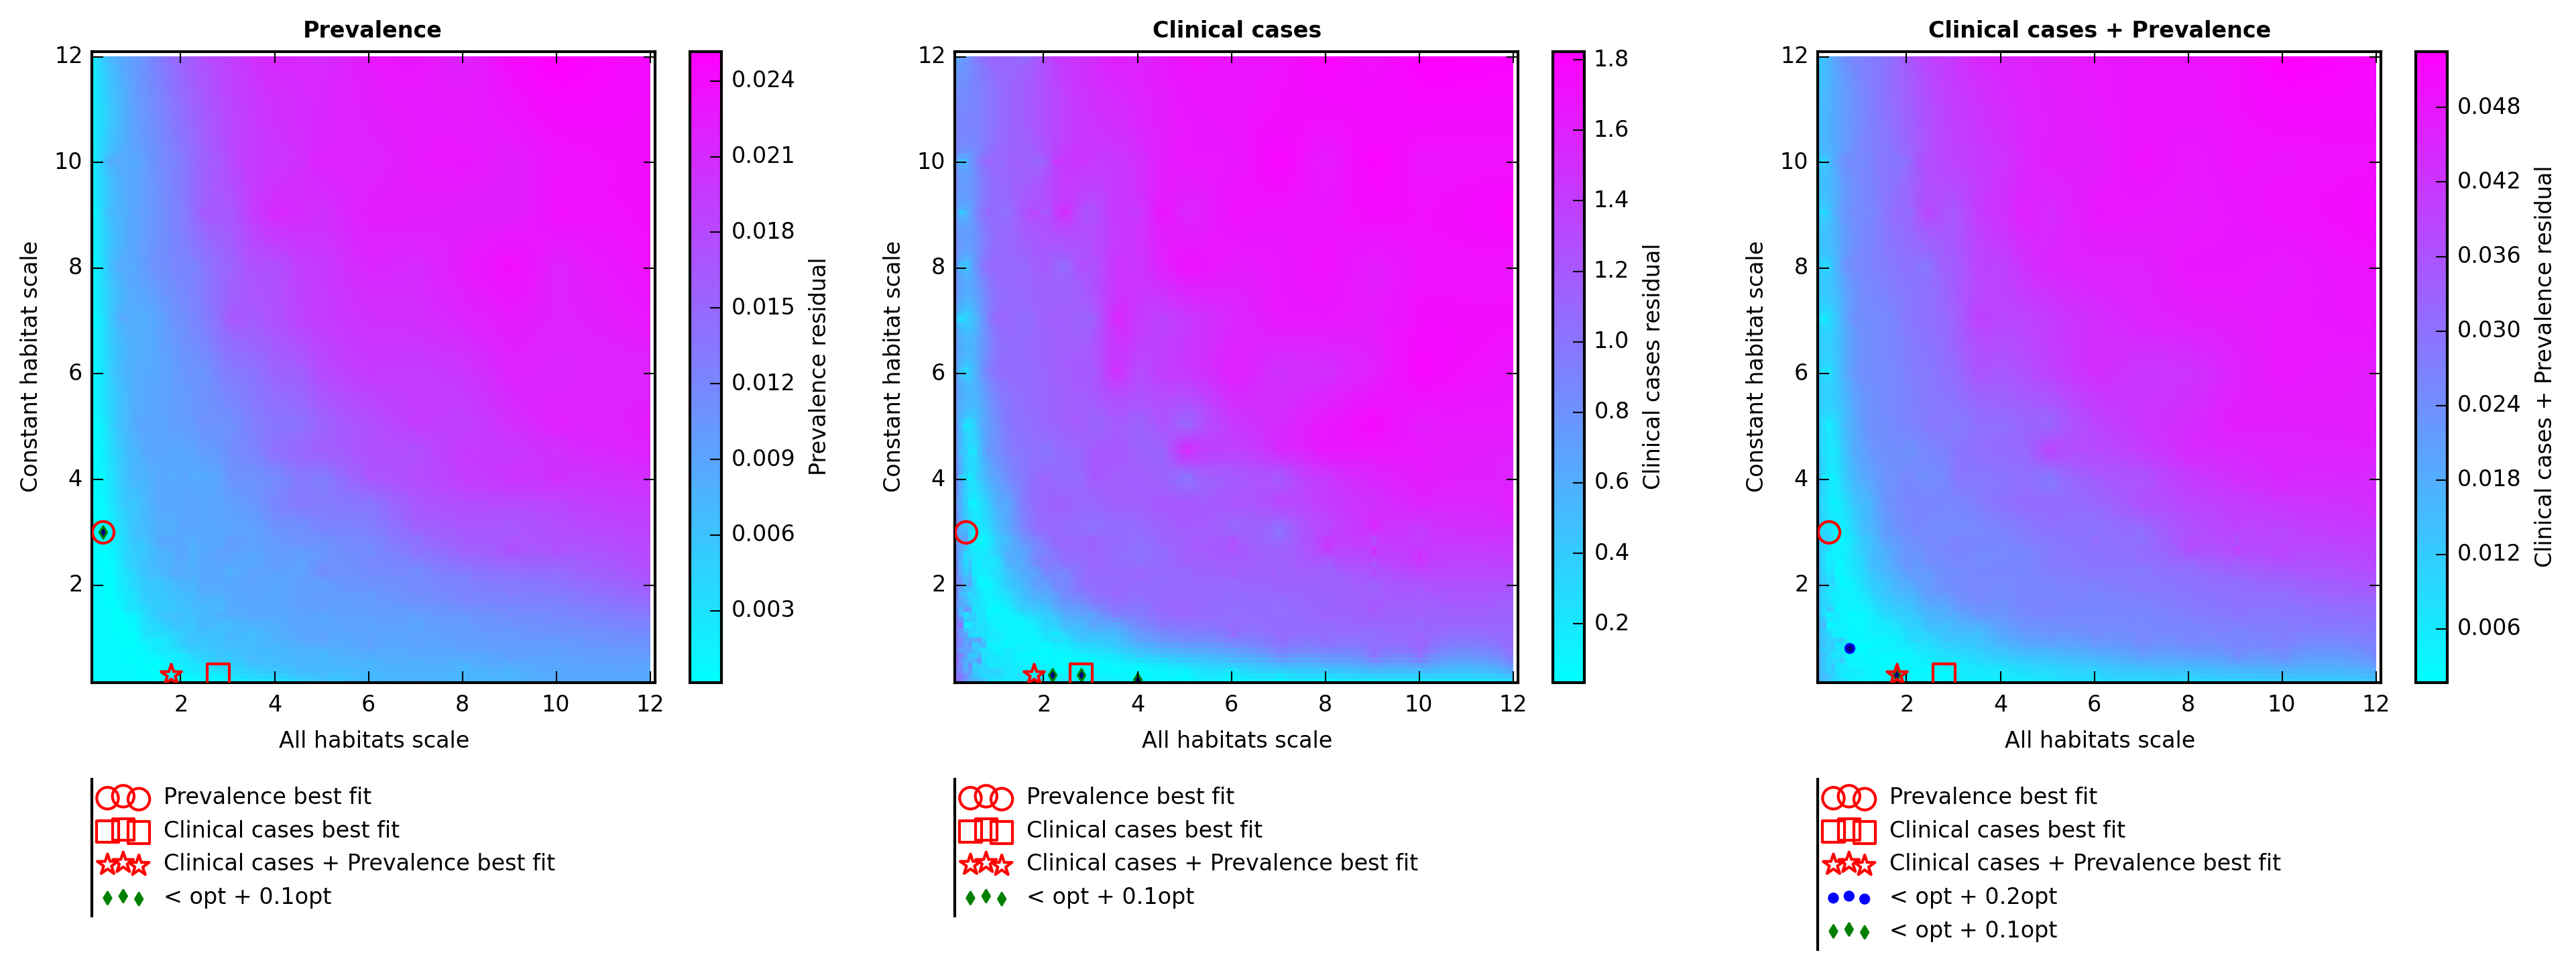 Prevalence
12
10
8
6
4
2
Constant habitat scale
2 4 6 8 10 12
All habitats scale
0.024
0.021
0.018
0.015
0.012
0.009
0.006
0.003
Prevalence residual
Prevalence best fit
Clinical cases best fit
Clinical cases + Prevalence best fit
< opt + 0.1opt
Clinical cases
12
10
8
6
4
2
Constant habitat scale
2 4 6 8 10 12
All habitats scale
1.8
1.6
1.4
1.2
1.0
0.8
0.6
0.4
0.2
Clinical cases residual
Prevalence best fit
Clinical cases best fit
Clinical cases + Prevalence best fit
< opt + 0.1opt
Clinical cases + Prevalence
12
10
8
6
4
2
Constant habitat scale
2 4 6 8 10 12
All habitats scale
0.048
0.042
0.036
0.030
0.024
0.018
0.012
0.006
Clinical cases + Prevalence residual
Prevalence best fit
Clinical cases best fit
Clinical cases + Prevalence best fit
< opt + 0.2opt
< opt + 0.1opt